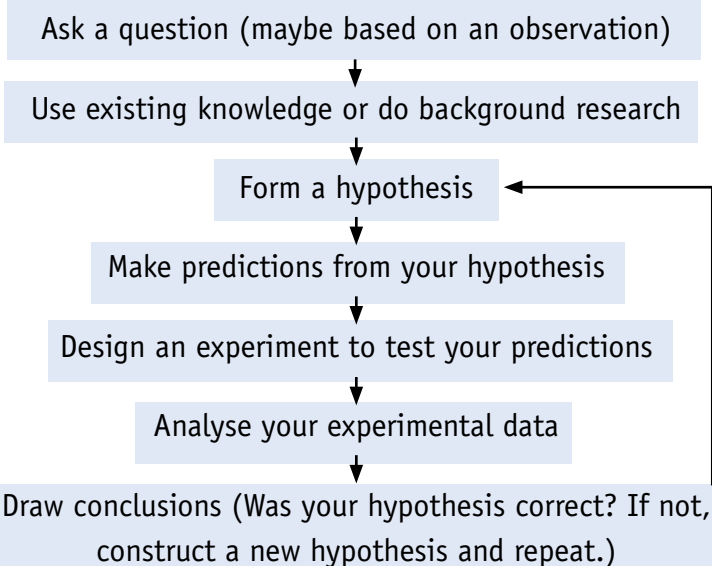 Ask a question (maybe based on an observation)
Use existing knowledge or do background research
Form a hypothesis
Make predictions from your hypothesis
Design an experiment to test your predictions
Analyse your experimental data
Draw conclusions (Was your hypothesis correct? If not,
construct a new hypothesis and repeat.)